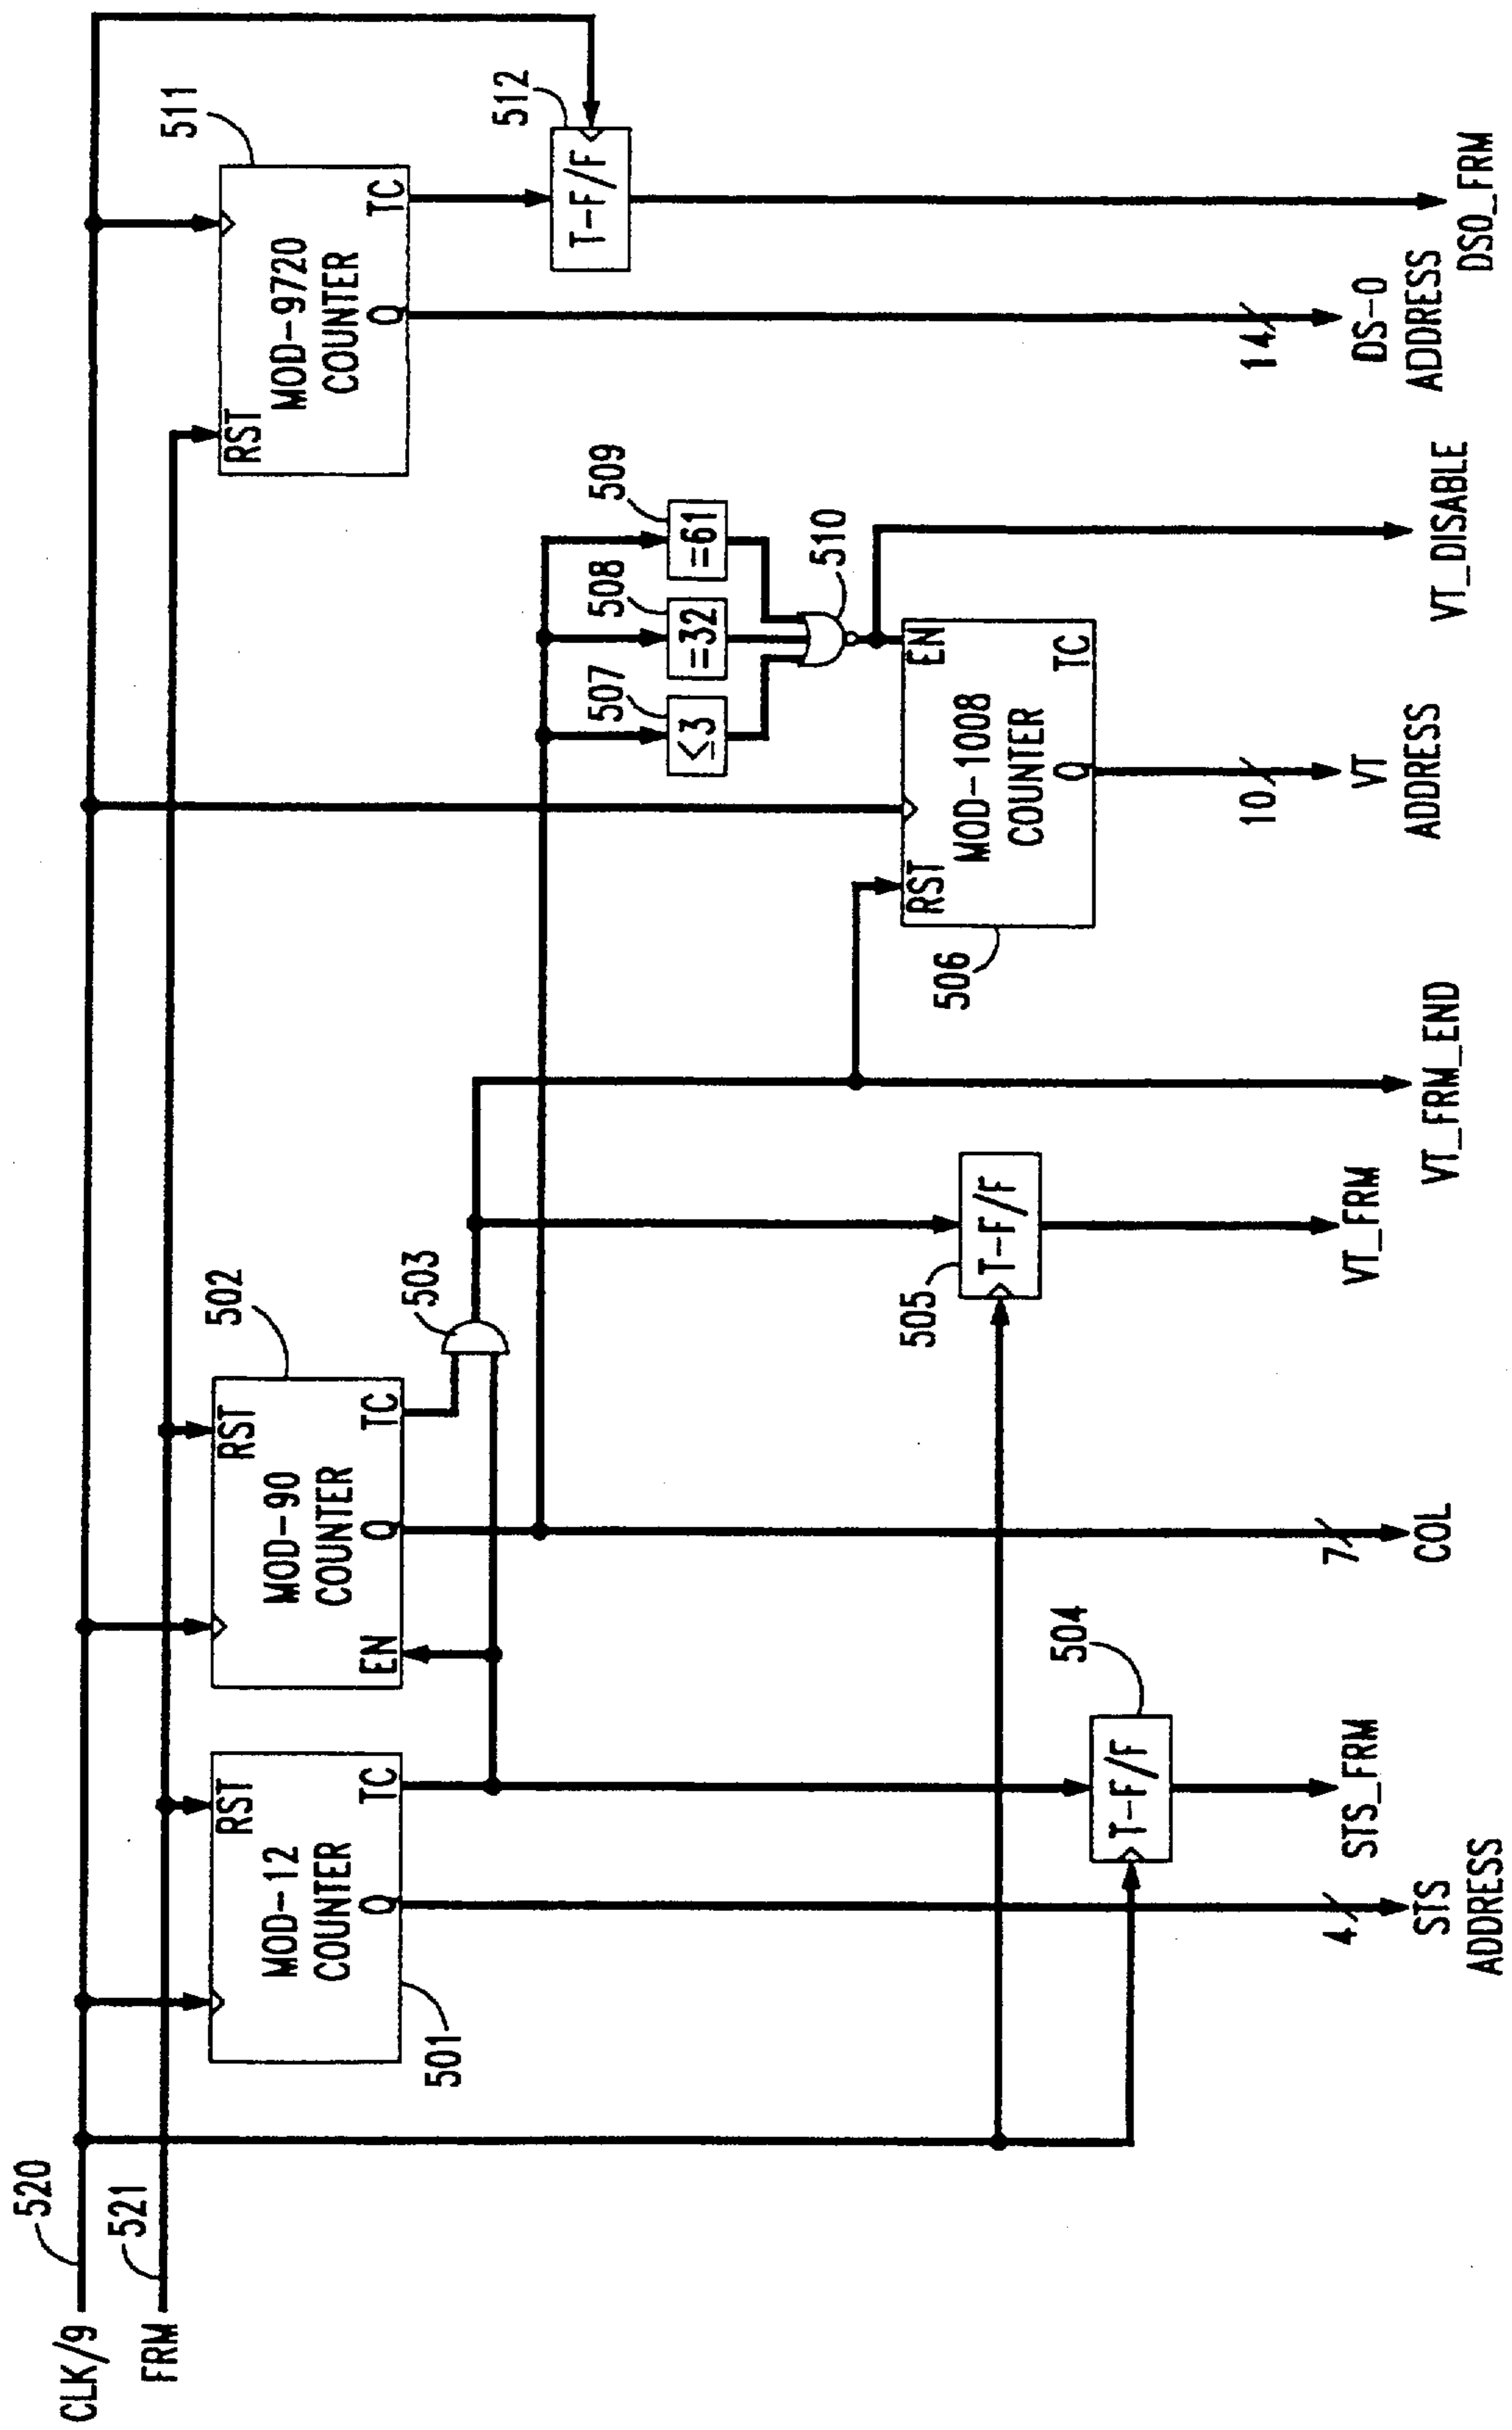 CLK/9
520
FRM
521
MOD-12
COUNTER
RST
Q
TC
501
MOD-90
COUNTER
RST
EN
Q
TC
502
503
T-F/F
504
T-F/F
505
MOD-1008
COUNTER
RST
EN
Q
TC
506
≤3
507
=32
508
=61
509
510
MOD-9720
COUNTER
RST
Q
TC
511
T-F/F
512
4
STS
ADDRESS
STS_FRM
7
COL
VT_FRM
VT_FRM_END
10
VT
ADDRESS
VT_DISABLE
14
DS-0
ADDRESS
DS0_FRM